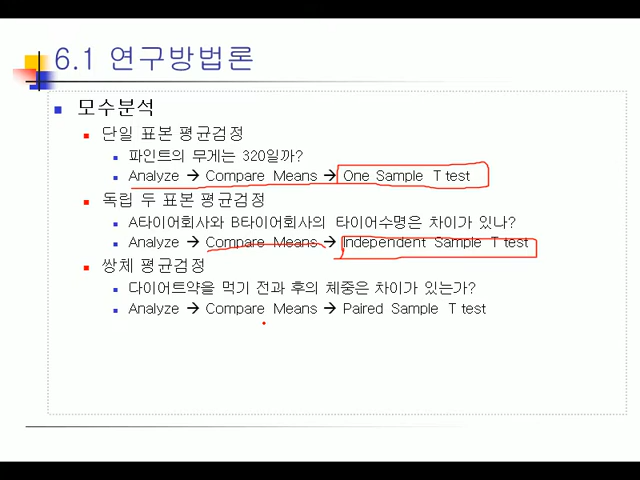 6.1 연구방법론
모수분석
단일 표본 평균검정
파인트의 무게는 320일까?
Analyze → Compare Means → One Sample T test
독립 두 표본 평균검정
A타이어회사와 B타이어회사의 타이어수명은 차이가 있나?
Analyze → Compare Means → Independent Sample T test
쌍체 평균검정
다이어트약을 먹기 전과 후의 체중은 차이가 있는가?
Analyze → Compare Means → Paired Sample T test